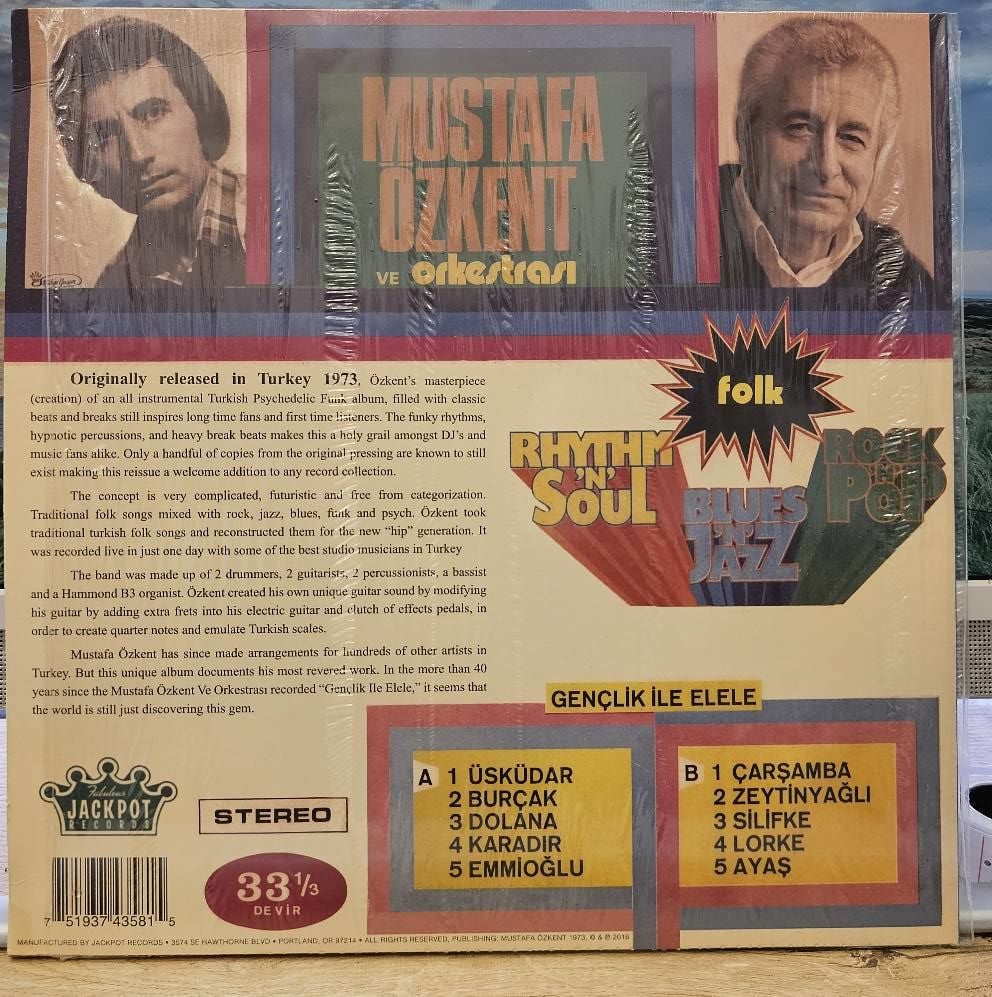 MUSTAFA
ÖZKENT
VE orkestrası
folk
RHYTHM
'N'
SOUL
BLUES
'N'
JAZZ
ROCK
'N'
POP
Originally released in Turkey 1973, Özkent's masterpiece
(creation) of an all instrumental Turkish Psychedelic Funk album, filled with classic
beats and breaks still inspires long time fans and first time listeners. The funky rhythms,
hypnotic percussions, and heavy break beats makes this a holy grail amongst DJ's and
music fans alike. Only a handful of copies from the original pressing are known to still
exist making this reissue a welcome addition to any record collection.
The concept is very complicated, futuristic and free from categorization.
Traditional folk songs mixed with rock, jazz, blues, funk and psych. Özkent took
traditional turkish folk songs and reconstructed them for the new "hip" generation. It
was recorded live in just one day with some of the best studio musicians in Turkey
The band was made up of 2 drummers, 2 guitarists, 2 percussionists, a bassist
and a Hammond B3 organist. Özkent created his own unique guitar sound by modifying
his guitar by adding extra frets into his electric guitar and clutch of effects pedals, in
order to create quarter notes and emulate Turkish scales.
Mustafa Özkent has since made arrangements for hundreds of other artists in
Turkey. But this unique album documents his most revered work. In the more than 40
years since the Mustafa Özkent Ve Orkestrası recorded "Gençlik Ile Elele," it seems that
the world is still just discovering this gem.
GENÇLİK İLE ELELE
A 1 ÜSKÜDAR
2 BURÇAK
3 DOLANA
4 KARADIR
5 EMMİOĞLU
B 1 ÇARŞAMBA
2 ZEYTİNYAĞLI
3 SİLİFKE
4 LORKE
5 AYAŞ
Fabulous
JACKPOT
RECORDS
STEREO
33 1/3
DEVİR
7 51937 43581 5
MANUFACTURED BY JACKPOT RECORDS • 3574 SE HAWTHORNE BLVD • PORTLAND, OR 97214 • ALL RIGHTS RESERVED, PUBLISHING: MUSTAFA ÖZKENT 1973, © & ℗ 2016